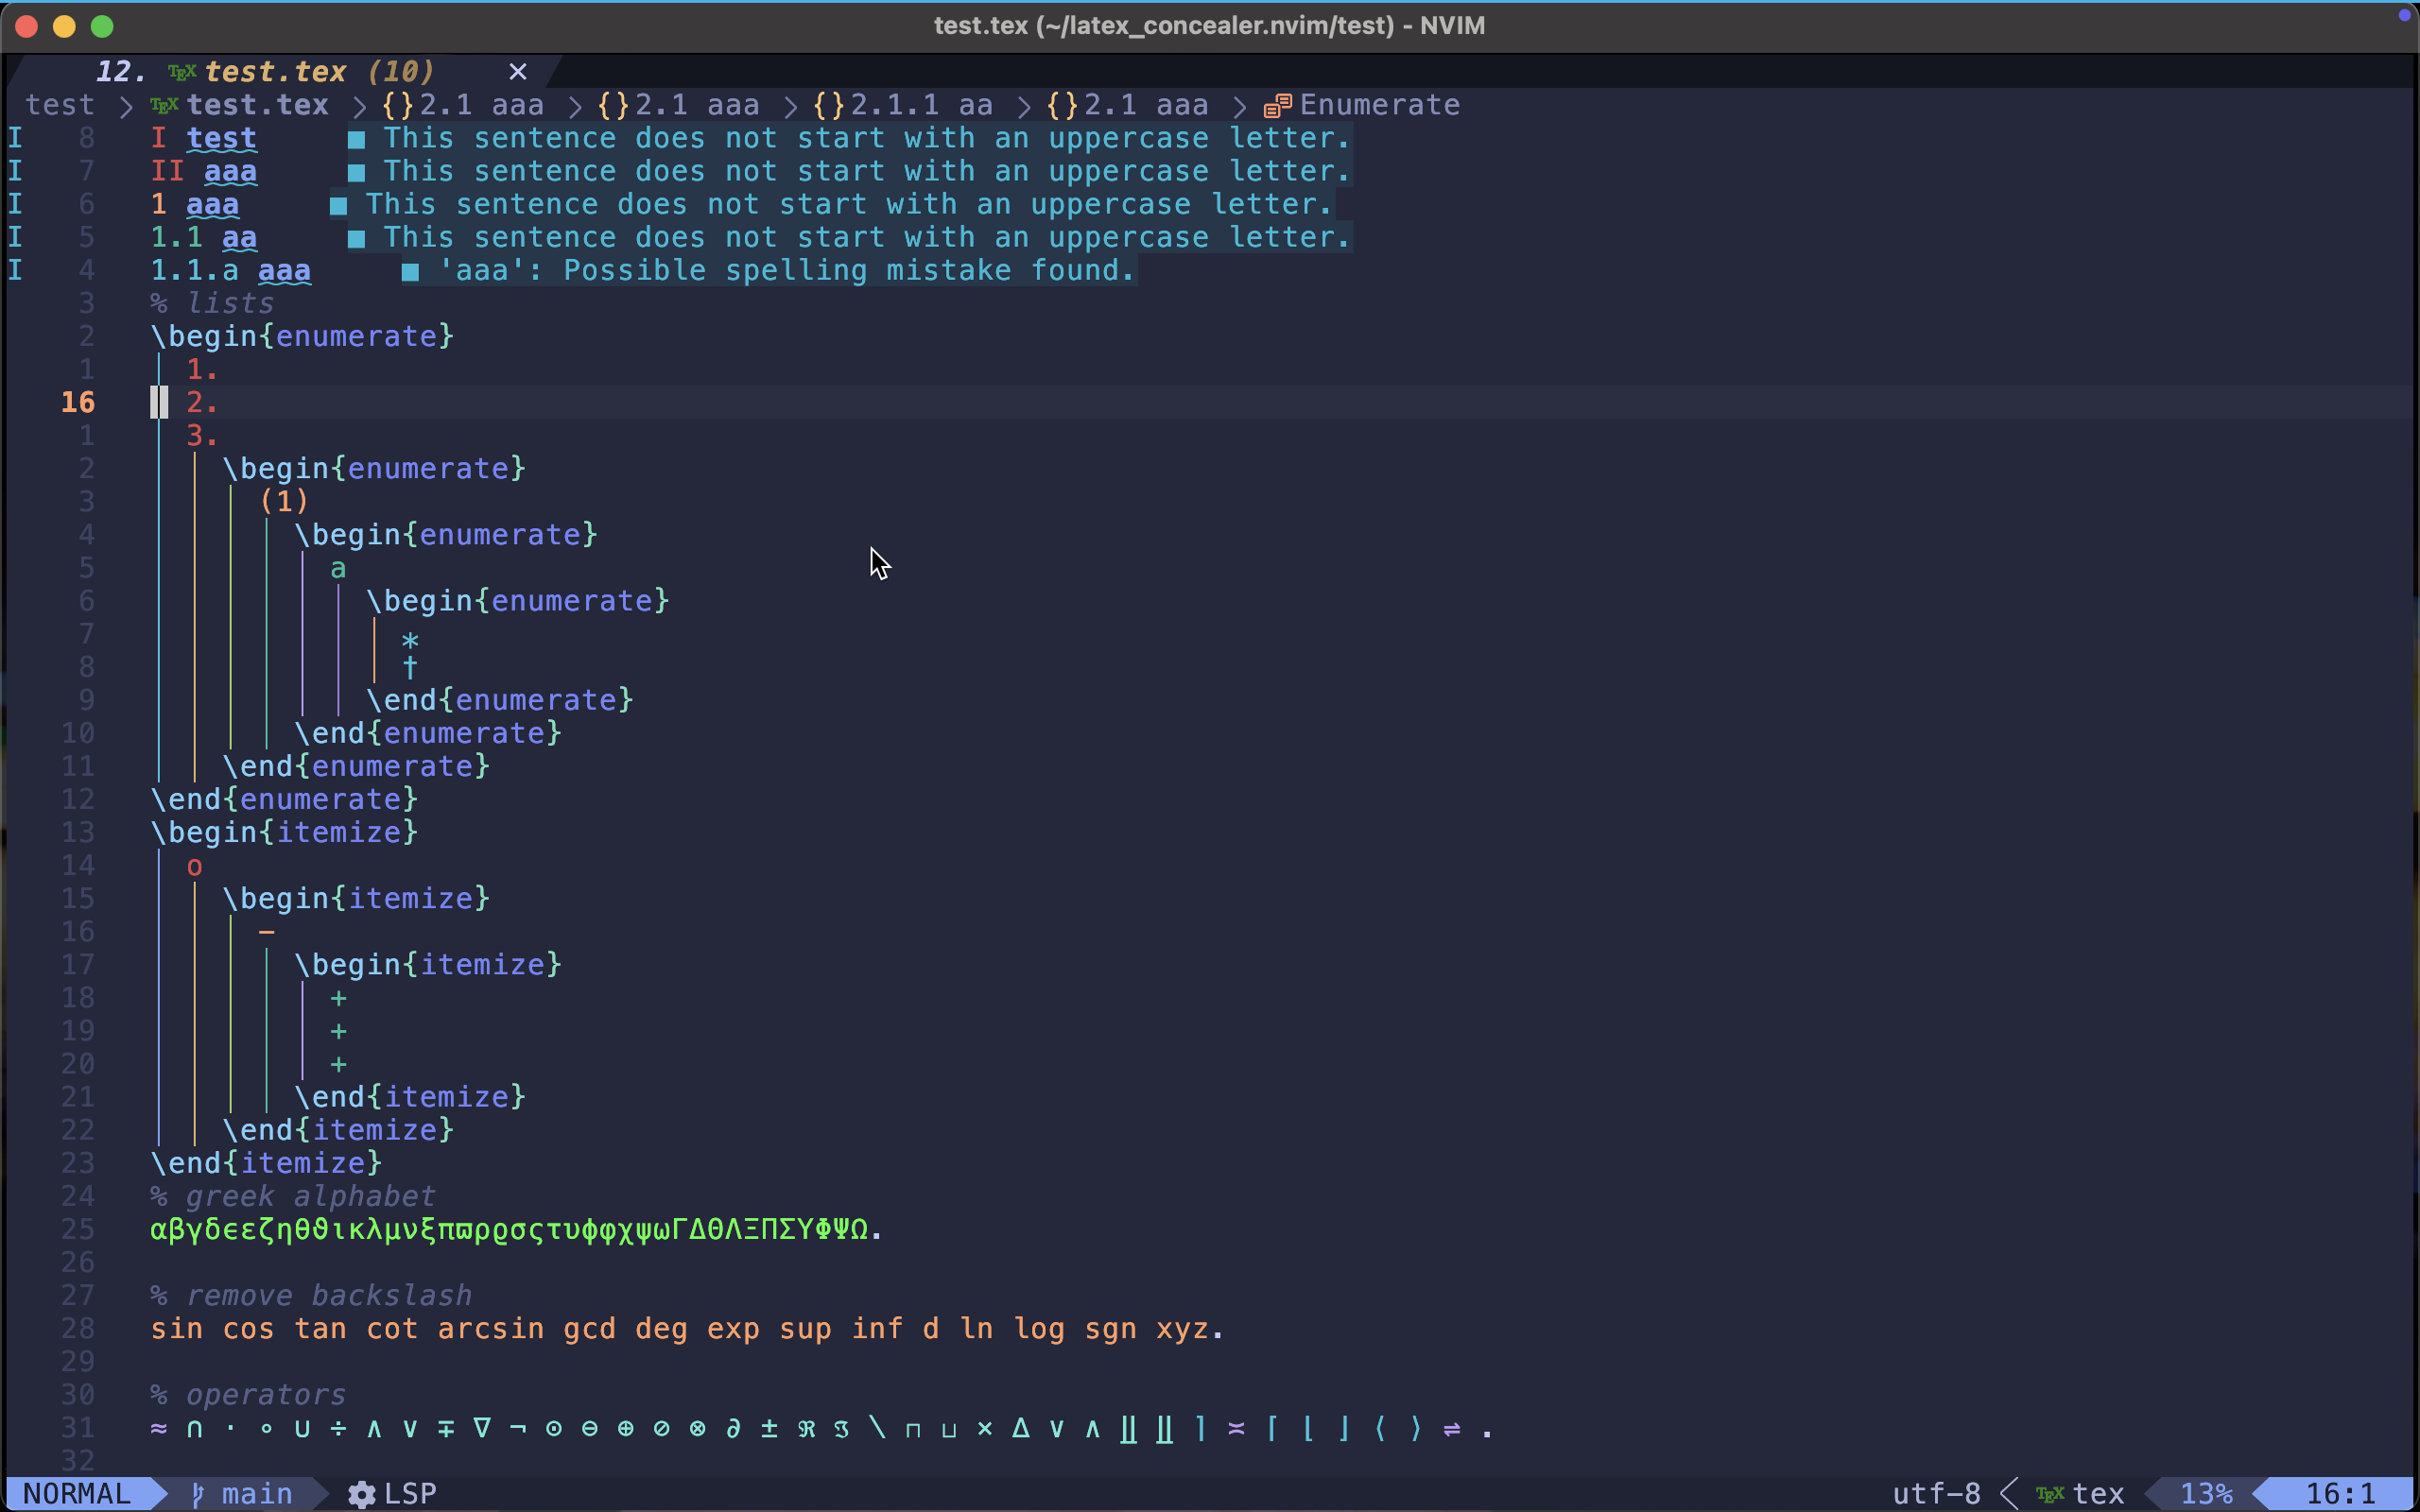 test.tex (~/latex_concealer.nvim/test) - NVIM
12. TEX test.tex (10) ×
test > TEX test.tex > {}2.1 aaa > {}2.1 aaa > {}2.1.1 aa > {}2.1 aaa > Enumerate
I 8 I test ■ This sentence does not start with an uppercase letter.
I 7 II aaa ■ This sentence does not start with an uppercase letter.
I 6 1 aaa ■ This sentence does not start with an uppercase letter.
I 5 1.1 aa ■ This sentence does not start with an uppercase letter.
I 4 1.1.a aaa ■ 'aaa': Possible spelling mistake found.
3 % lists
2 \begin{enumerate}
1 1.
16 2.
1 3.
2 \begin{enumerate}
3 (1)
4 \begin{enumerate}
5 a
6 \begin{enumerate}
7 *
8 †
9 \end{enumerate}
10 \end{enumerate}
11 \end{enumerate}
12 \end{enumerate}
13 \begin{itemize}
14 o
15 \begin{itemize}
16 –
17 \begin{itemize}
18 +
19 +
20 +
21 \end{itemize}
22 \end{itemize}
23 \end{itemize}
24 % greek alphabet
25 αβγδϵεζηθϑικλμνξπϖρϱσςτυϕφχψωΓΔΘΛΞΠΣΥΦΨΩ.
26
27 % remove backslash
28 sin cos tan cot arcsin gcd deg exp sup inf d ln log sgn xyz.
29
30 % operators
31 ≈ ∩ · ∘ ∪ ÷ ∧ ∨ ∓ ∇ ¬ ⊙ ⊖ ⊕ ⊘ ⊗ ∂ ± ℜ ℑ \ ⊓ ⊔ × Δ ∨ ∧ ‖ ‖ ⌉ ≍ ⌈ ⌊ ⌋ ⟨ ⟩ ⇌ .
32
NORMAL main LSP utf-8 < TEX tex 13% 16:1